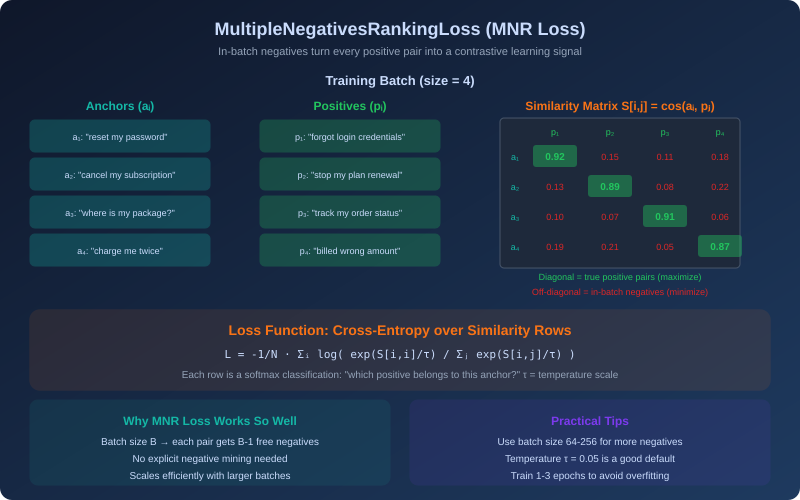 MultipleNegativesRankingLoss (MNR Loss)
In-batch negatives turn every positive pair into a contrastive learning signal
Training Batch (size = 4)
Anchors (aᵢ)
a₁: "reset my password"
a₂: "cancel my subscription"
a₃: "where is my package?"
a₄: "charge me twice"
Positives (pⱼ)
p₁: "forgot login credentials"
p₂: "stop my plan renewal"
p₃: "track my order status"
p₄: "billed wrong amount"
Similarity Matrix S[i,j] = cos(aᵢ, pⱼ)
p₁ p₂ p₃ p₄
a₁ 0.92 0.15 0.11 0.18
a₂ 0.13 0.89 0.08 0.22
a₃ 0.10 0.07 0.91 0.06
a₄ 0.19 0.21 0.05 0.87
Diagonal = true positive pairs (maximize)
Off-diagonal = in-batch negatives (minimize)
Loss Function: Cross-Entropy over Similarity Rows
L = -1/N · Σᵢ log( exp(S[i,i]/τ) / Σⱼ exp(S[i,j]/τ) )
Each row is a softmax classification: "which positive belongs to this anchor?" τ = temperature scale
Why MNR Loss Works So Well
Batch size B → each pair gets B-1 free negatives
No explicit negative mining needed
Scales efficiently with larger batches
Practical Tips
Use batch size 64-256 for more negatives
Temperature τ = 0.05 is a good default
Train 1-3 epochs to avoid overfitting